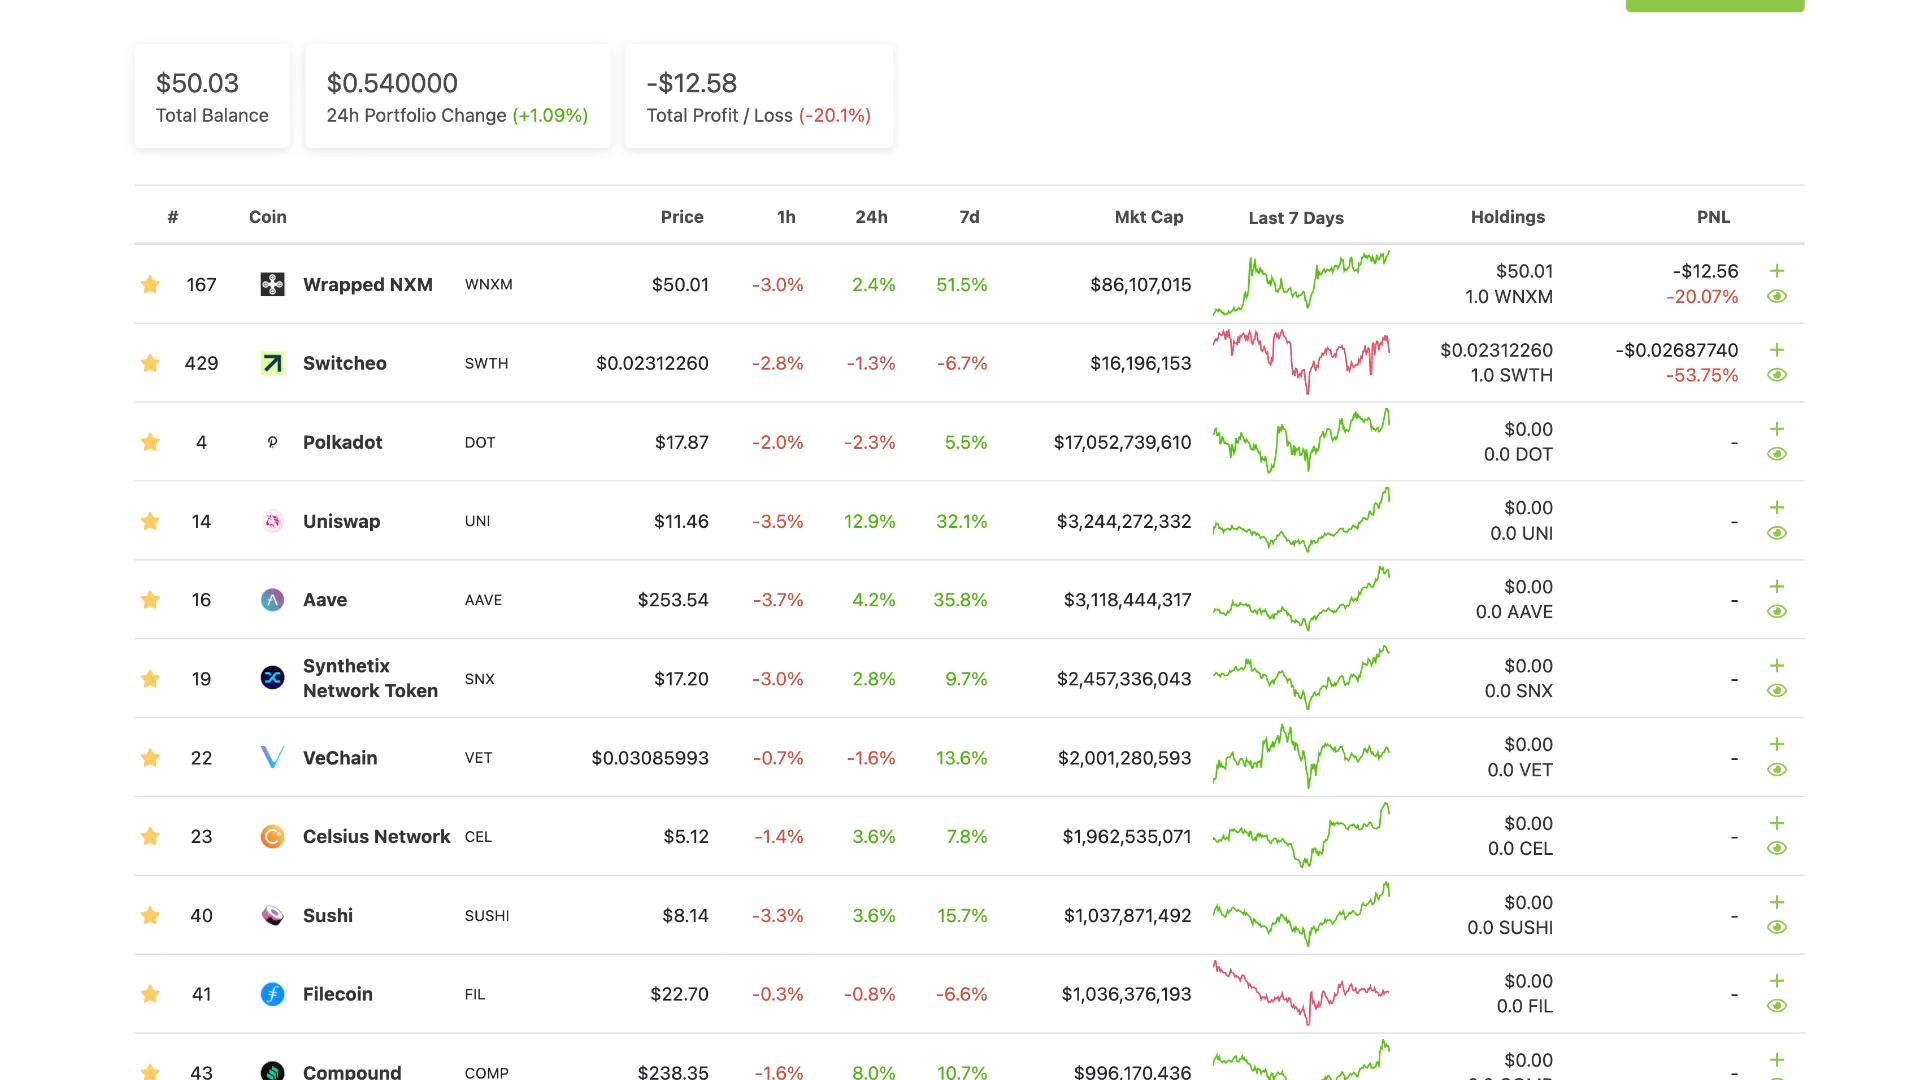 $50.03
Total Balance
$0.540000
24h Portfolio Change (+1.09%)
-$12.58
Total Profit / Loss (-20.1%)
# Coin Price 1h 24h 7d Mkt Cap Last 7 Days Holdings PNL
167 Wrapped NXM WNXM $50.01 -3.0% 2.4% 51.5% $86,107,015 $50.01 -$12.56
1.0 WNXM -20.07%
429 Switcheo SWTH $0.02312260 -2.8% -1.3% -6.7% $16,196,153 $0.02312260 -$0.02687740
1.0 SWTH -53.75%
4 Polkadot DOT $17.87 -2.0% -2.3% 5.5% $17,052,739,610 $0.00 -
0.0 DOT
14 Uniswap UNI $11.46 -3.5% 12.9% 32.1% $3,244,272,332 $0.00 -
0.0 UNI
16 Aave AAVE $253.54 -3.7% 4.2% 35.8% $3,118,444,317 $0.00 -
0.0 AAVE
19 Synthetix Network Token SNX $17.20 -3.0% 2.8% 9.7% $2,457,336,043 $0.00 -
0.0 SNX
22 VeChain VET $0.03085993 -0.7% -1.6% 13.6% $2,001,280,593 $0.00 -
0.0 VET
23 Celsius Network CEL $5.12 -1.4% 3.6% 7.8% $1,962,535,071 $0.00 -
0.0 CEL
40 Sushi SUSHI $8.14 -3.3% 3.6% 15.7% $1,037,871,492 $0.00 -
0.0 SUSHI
41 Filecoin FIL $22.70 -0.3% -0.8% -6.6% $1,036,376,193 $0.00 -
0.0 FIL
43 Compound COMP $238.35 -1.6% 8.0% 10.7% $996,170,436 $0.00 -